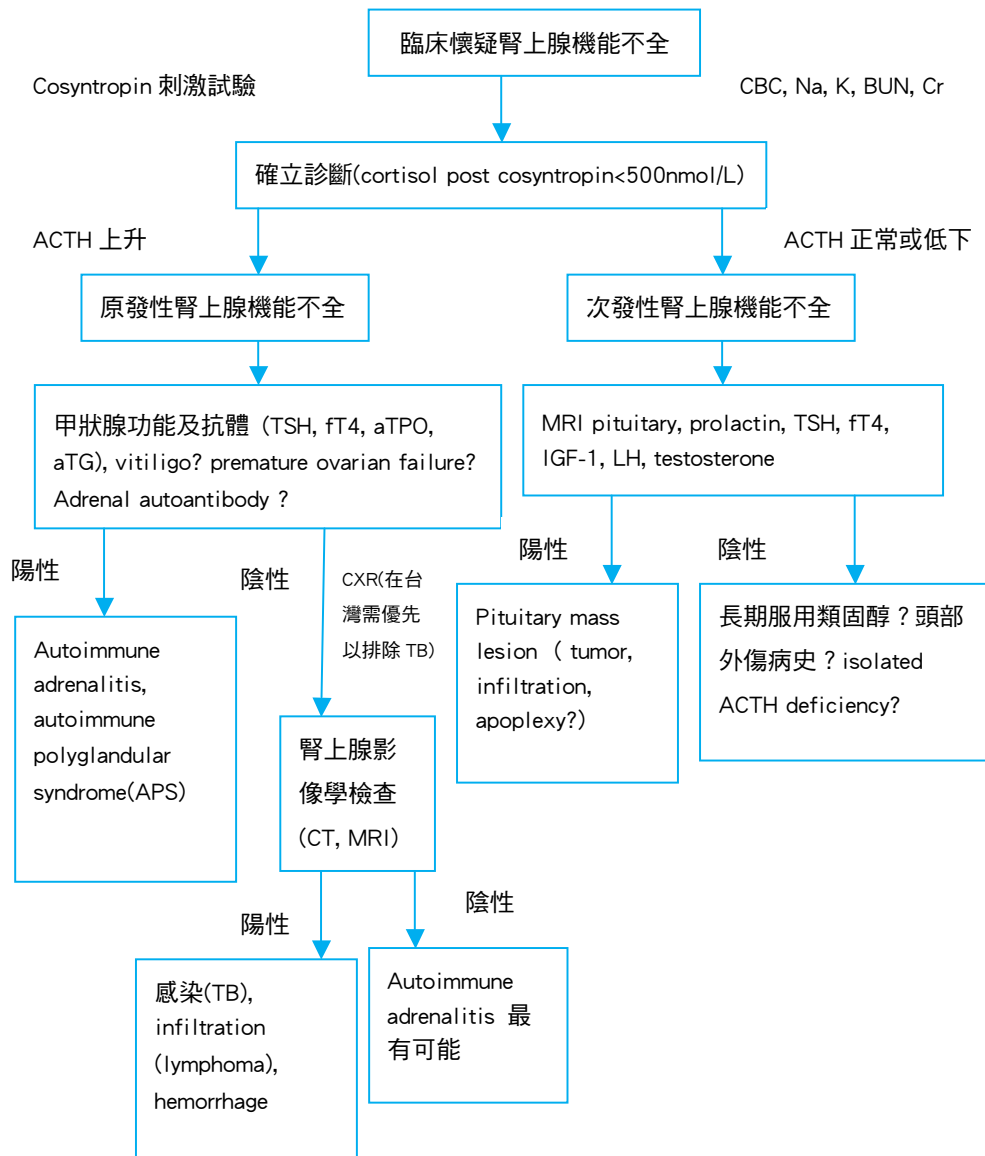 臨床懷疑腎上腺機能不全
Cosyntropin 刺激試驗
CBC, Na, K, BUN, Cr
確立診斷(cortisol post cosyntropin<500nmol/L)
ACTH 上升
ACTH 正常或低下
原發性腎上腺機能不全
次發性腎上腺機能不全
甲狀腺功能及抗體 (TSH, fT4, aTPO,
aTG), vitiligo? premature ovarian failure?
Adrenal autoantibody ?
MRI pituitary, prolactin, TSH, fT4,
IGF-1, LH, testosterone
陽性
陰性
CXR(在台
灣需優先
以排除 TB)
陽性
陰性
Autoimmune
adrenalitis,
autoimmune
polyglandular
syndrome(APS)
腎上腺影
像學檢查
(CT, MRI)
Pituitary mass
lesion ( tumor,
infiltration,
apoplexy?)
長期服用類固醇？頭部
外傷病史？isolated
ACTH deficiency?
陽性
陰性
感染(TB),
infiltration
(lymphoma),
hemorrhage
Autoimmune
adrenalitis 最
有可能